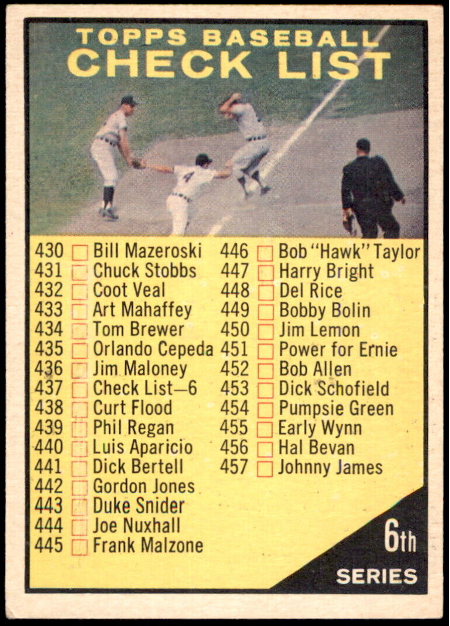 TOPPS BASEBALL
CHECK LIST
4
430 Bill Mazeroski
431 Chuck Stobbs
432 Coot Veal
433 Art Mahaffey
434 Tom Brewer
435 Orlando Cepeda
436 Jim Maloney
437 Check List—6
438 Curt Flood
439 Phil Regan
440 Luis Aparicio
441 Dick Bertell
442 Gordon Jones
443 Duke Snider
444 Joe Nuxhall
445 Frank Malzone
446 Bob "Hawk" Taylor
447 Harry Bright
448 Del Rice
449 Bobby Bolin
450 Jim Lemon
451 Power for Ernie
452 Bob Allen
453 Dick Schofield
454 Pumpsie Green
455 Early Wynn
456 Hal Bevan
457 Johnny James
6th
SERIES